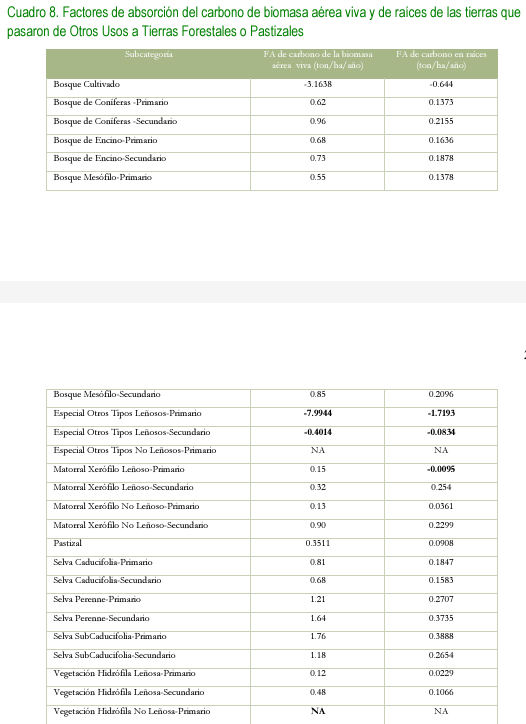 Cuadro 8. Factores de absorción del carbono de biomasa aérea viva y de raíces de las tierras que
pasaron de Otros Usos a Tierras Forestales o Pastizales
Subcategoría FA de carbono de la biomasa aérea viva (ton/ha/año) FA de carbono en raíces (ton/ha/año)
Bosque Cultivado -3.1638 -0.644
Bosque de Coníferas -Primario 0.62 0.1373
Bosque de Coníferas -Secundario 0.96 0.2155
Bosque de Encino-Primario 0.68 0.1636
Bosque de Encino-Secundario 0.73 0.1878
Bosque Mesófilo-Primario 0.55 0.1378
Bosque Mesófilo-Secundario 0.85 0.2096
Especial Otros Tipos Leñosos-Primario -7.9944 -1.7193
Especial Otros Tipos Leñosos-Secundario -0.4014 -0.0834
Especial Otros Tipos No Leñosos-Primario NA NA
Matorral Xerófilo Leñoso-Primario 0.15 -0.0095
Matorral Xerófilo Leñoso-Secundario 0.32 0.254
Matorral Xerófilo No Leñoso-Primario 0.13 0.0361
Matorral Xerófilo No Leñoso-Secundario 0.90 0.2299
Pastizal 0.3511 0.0908
Selva Caducifolia-Primario 0.81 0.1847
Selva Caducifolia-Secundario 0.68 0.1583
Selva Perenne-Primario 1.21 0.2707
Selva Perenne-Secundario 1.64 0.3735
Selva SubCaducifolia-Primario 1.76 0.3888
Selva SubCaducifolia-Secundario 1.18 0.2654
Vegetación Hidrófila Leñosa-Primario 0.12 0.0229
Vegetación Hidrófila Leñosa-Secundario 0.48 0.1066
Vegetación Hidrófila No Leñosa-Primario NA NA